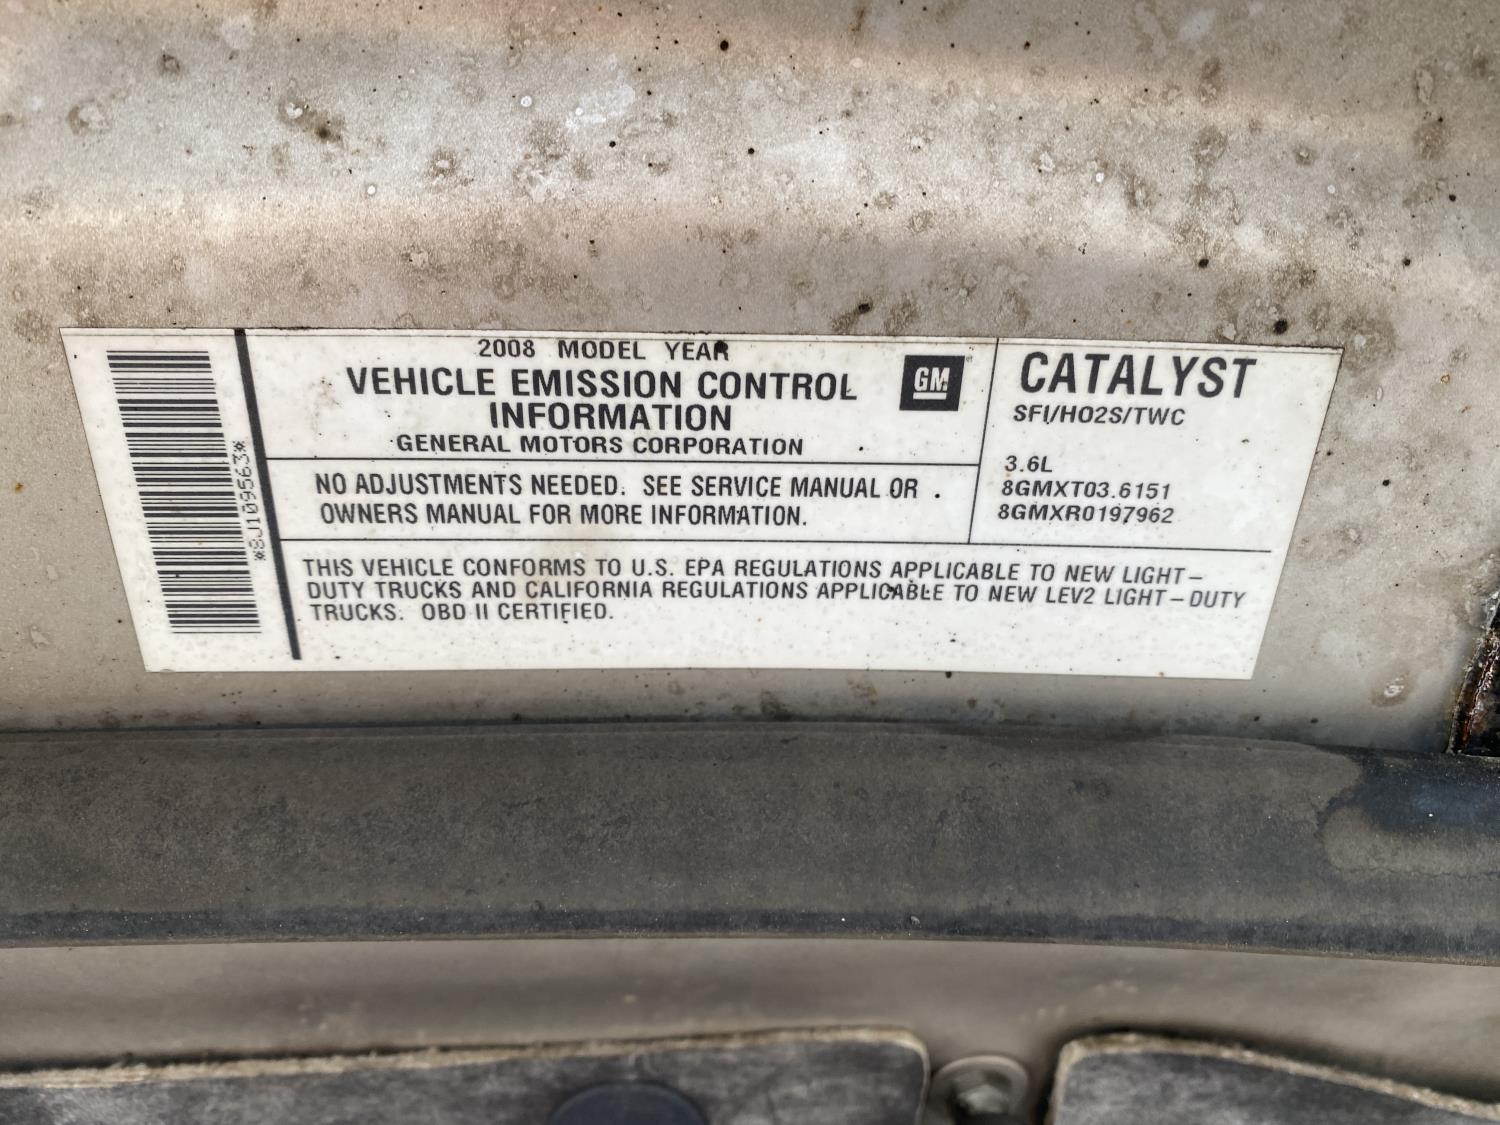 *8J109563*
2008 MODEL YEAR
VEHICLE EMISSION CONTROL
INFORMATION
GENERAL MOTORS CORPORATION
GM
NO ADJUSTMENTS NEEDED. SEE SERVICE MANUAL OR
OWNERS MANUAL FOR MORE INFORMATION.
CATALYST
SFI/HO2S/TWC
3.6L
8GMXT03.6151
8GMXR0197962
THIS VEHICLE CONFORMS TO U.S. EPA REGULATIONS APPLICABLE TO NEW LIGHT-
DUTY TRUCKS AND CALIFORNIA REGULATIONS APPLICABLE TO NEW LEV2 LIGHT-DUTY
TRUCKS. OBD II CERTIFIED.